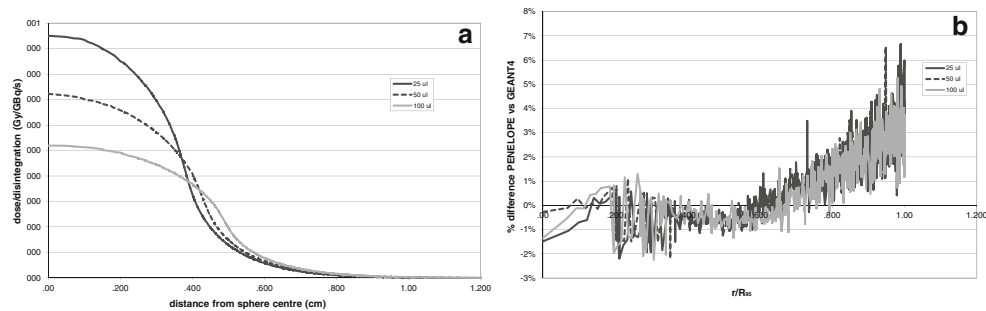 a
001
000
000
000
000
000
000
000
000
000
000
dose/disintegration (Gy/GBq/s)
25 ul
50 ul
100 ul
.00 .200 .400 .600 .800 1.00 1.200
distance from sphere centre (cm)
b
8%
7%
6%
5%
4%
3%
2%
1%
0%
-1%
-2%
-3%
% difference PENELOPE vs GEANT4
25 ul
50 ul
100 ul
.00 .200 .400 .600 .800 1.00 1.200
r/R95